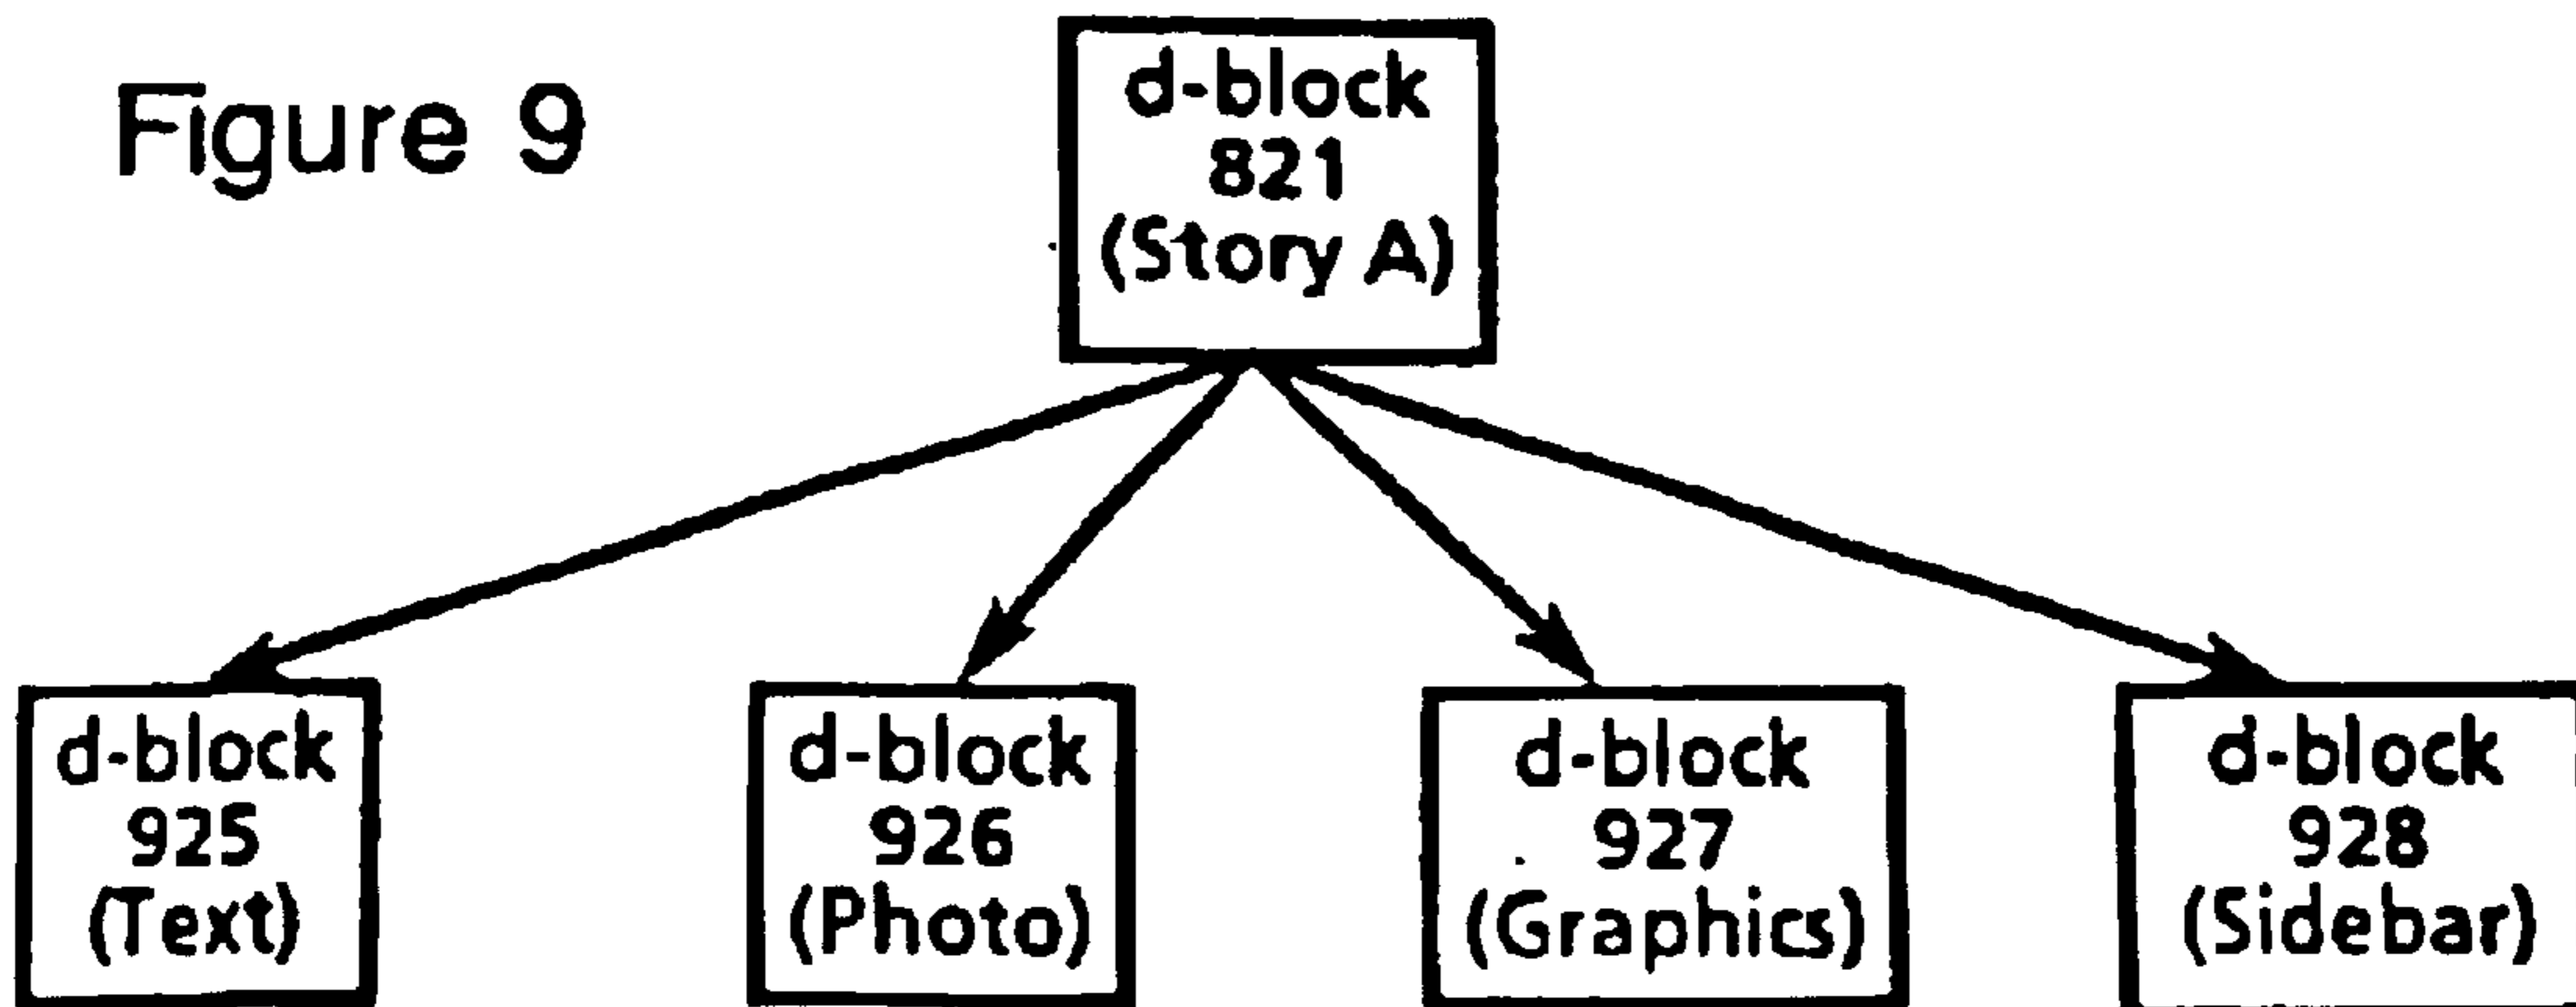 Figure 9
d-block
821
(Story A)
d-block
925
(Text)
d-block
926
(Photo)
d-block
927
(Graphics)
d-block
928
(Sidebar)